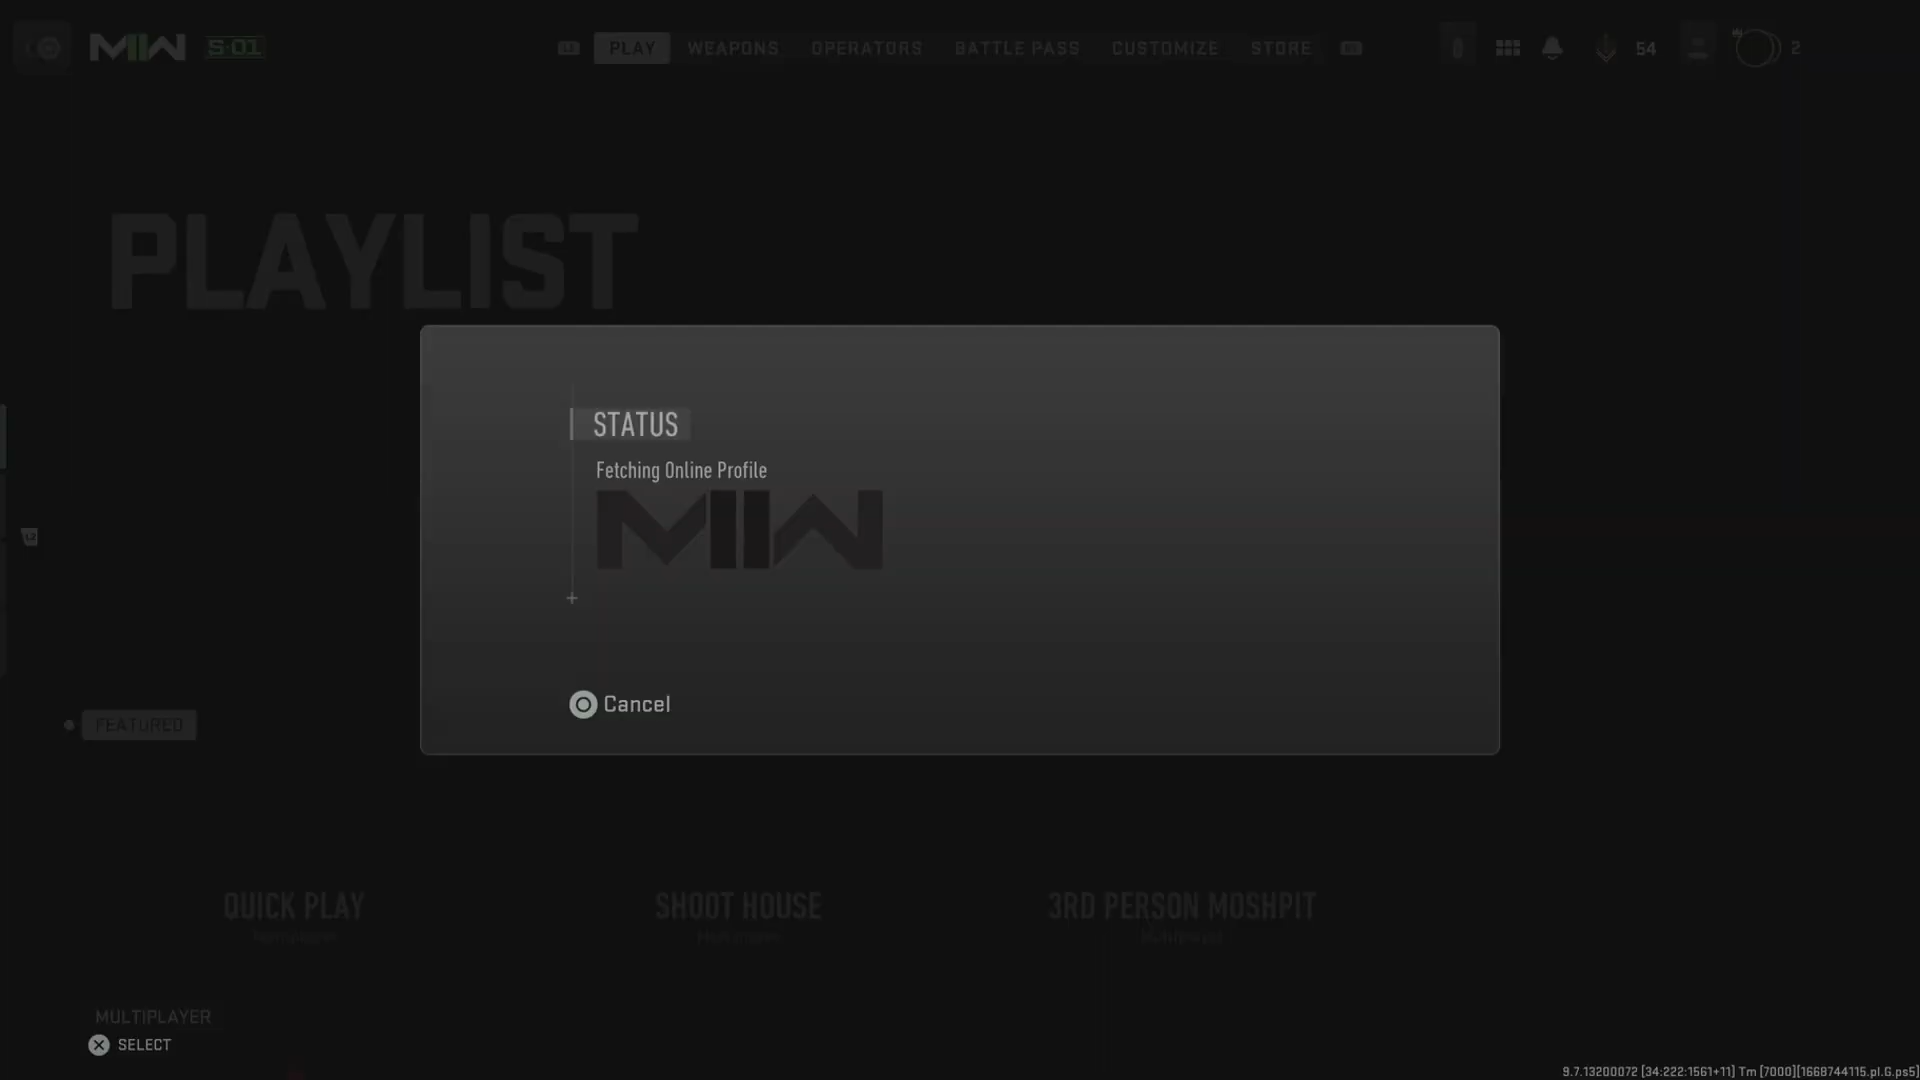 MIIW S·01 PLAY WEAPONS OPERATORS BATTLE PASS CUSTOMIZE STORE 54 2
PLAYLIST
STATUS
Fetching Online Profile
MIIW
Cancel
FEATURED
QUICK PLAY SHOOT HOUSE 3RD PERSON MOSHPIT
MULTIPLAYER
SELECT
9.7.13200072 [34:222:1561+11] Tm [7000][1668744115.pl.G.ps5]